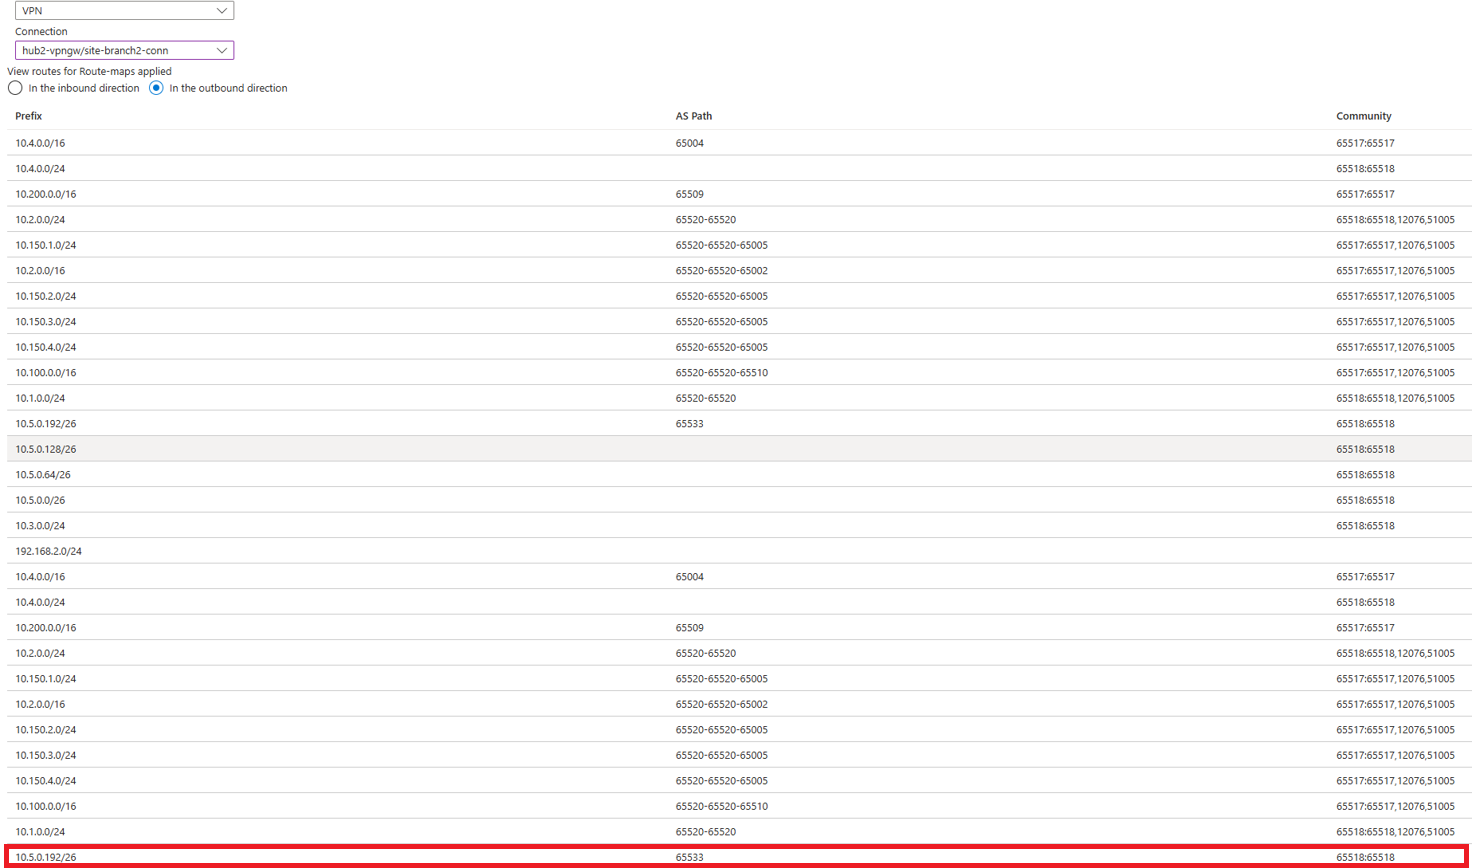 VPN
Connection
hub2-vpngw/site-branch2-conn
View routes for Route-maps applied
In the inbound direction In the outbound direction
Prefix AS Path Community
10.4.0.0/16 65004 65517:65517
10.4.0.0/24 65518:65518
10.200.0.0/16 65509 65517:65517
10.2.0.0/24 65520-65520 65518:65518,12076,51005
10.150.1.0/24 65520-65520-65005 65517:65517,12076,51005
10.2.0.0/16 65520-65520-65002 65517:65517,12076,51005
10.150.2.0/24 65520-65520-65005 65517:65517,12076,51005
10.150.3.0/24 65520-65520-65005 65517:65517,12076,51005
10.150.4.0/24 65520-65520-65005 65517:65517,12076,51005
10.100.0.0/16 65520-65520-65510 65517:65517,12076,51005
10.1.0.0/24 65520-65520 65518:65518,12076,51005
10.5.0.192/26 65533 65518:65518
10.5.0.128/26 65518:65518
10.5.0.64/26 65518:65518
10.5.0.0/26 65518:65518
10.3.0.0/24 65518:65518
192.168.2.0/24
10.4.0.0/16 65004 65517:65517
10.4.0.0/24 65518:65518
10.200.0.0/16 65509 65517:65517
10.2.0.0/24 65520-65520 65518:65518,12076,51005
10.150.1.0/24 65520-65520-65005 65517:65517,12076,51005
10.2.0.0/16 65520-65520-65002 65517:65517,12076,51005
10.150.2.0/24 65520-65520-65005 65517:65517,12076,51005
10.150.3.0/24 65520-65520-65005 65517:65517,12076,51005
10.150.4.0/24 65520-65520-65005 65517:65517,12076,51005
10.100.0.0/16 65520-65520-65510 65517:65517,12076,51005
10.1.0.0/24 65520-65520 65518:65518,12076,51005
10.5.0.192/26 65533 65518:65518